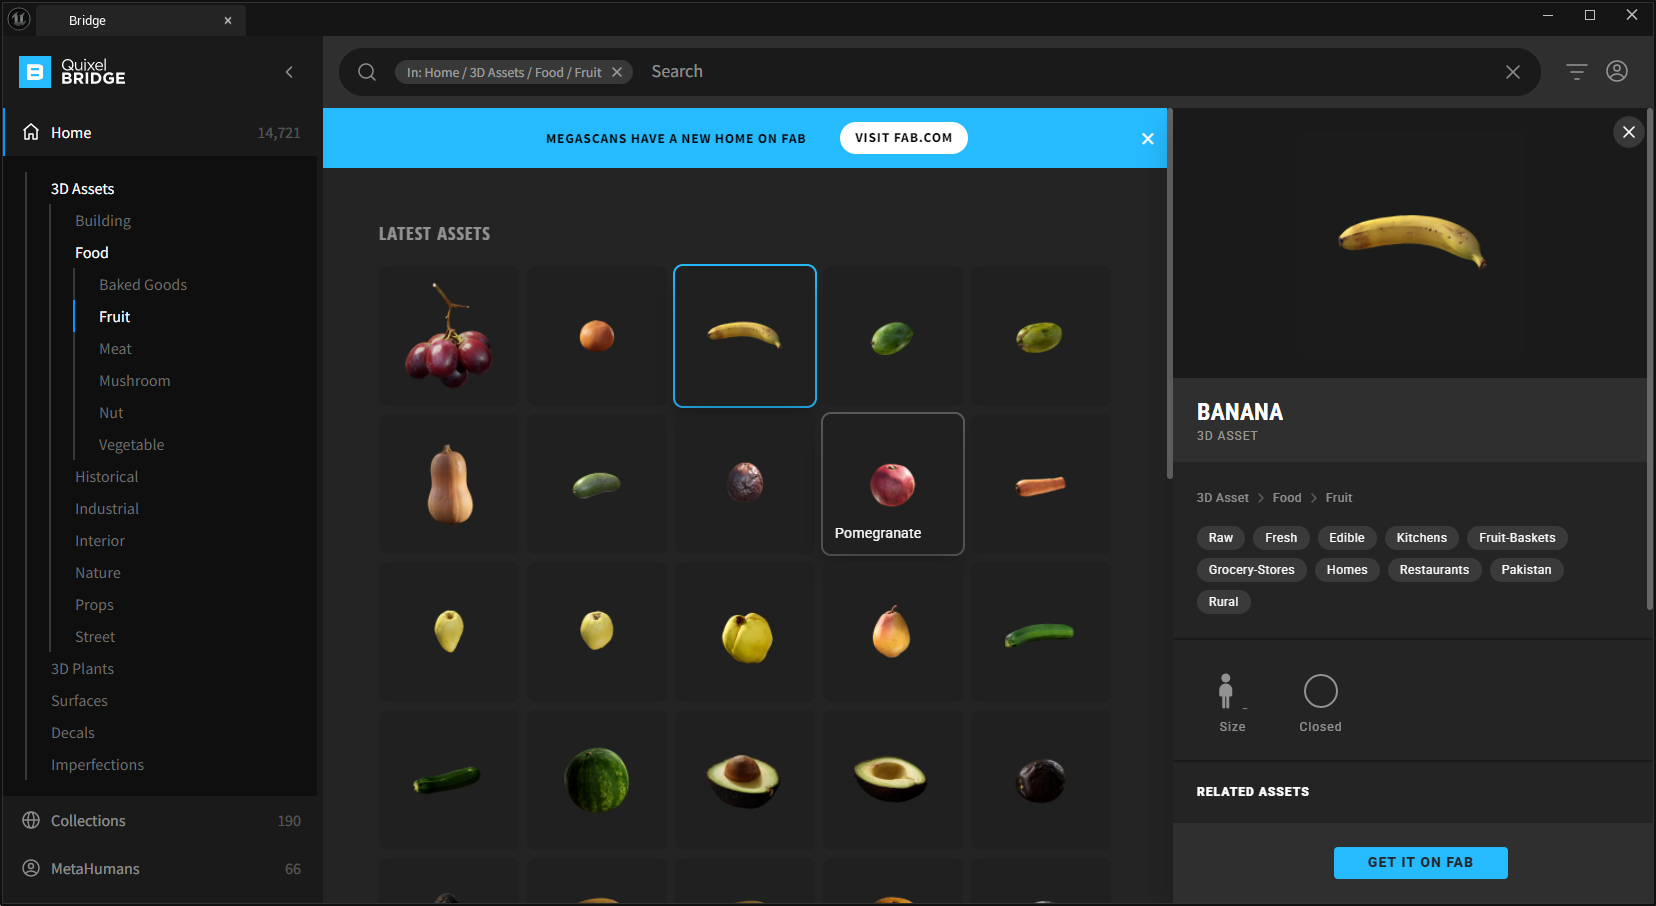 Bridge
Quixel
BRIDGE
In: Home / 3D Assets / Food / Fruit
Search
Home 14,721
3D Assets
Building
Food
Baked Goods
Fruit
Meat
Mushroom
Nut
Vegetable
Historical
Industrial
Interior
Nature
Props
Street
3D Plants
Surfaces
Decals
Imperfections
Collections 190
MetaHumans 66
MEGASCANS HAVE A NEW HOME ON FAB
VISIT FAB.COM
LATEST ASSETS
Pomegranate
BANANA
3D ASSET
3D Asset > Food > Fruit
Raw Fresh Edible Kitchens Fruit-Baskets
Grocery-Stores Homes Restaurants Pakistan
Rural
Size Closed
RELATED ASSETS
GET IT ON FAB